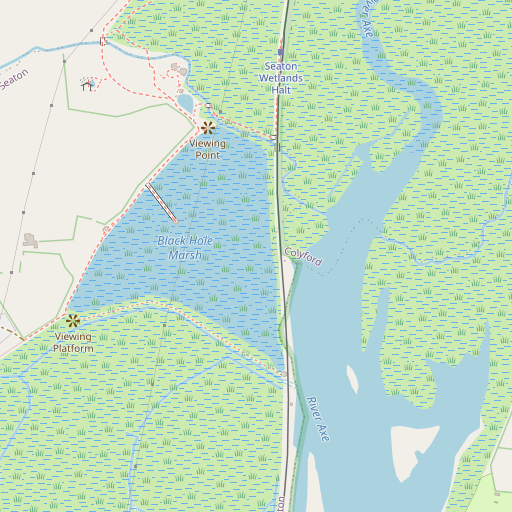 River Axe
Seaton
Wetlands
Halt
Seaton
Viewing
Point
Black Hole
Marsh
Colyford
Viewing
Platform
River Axe